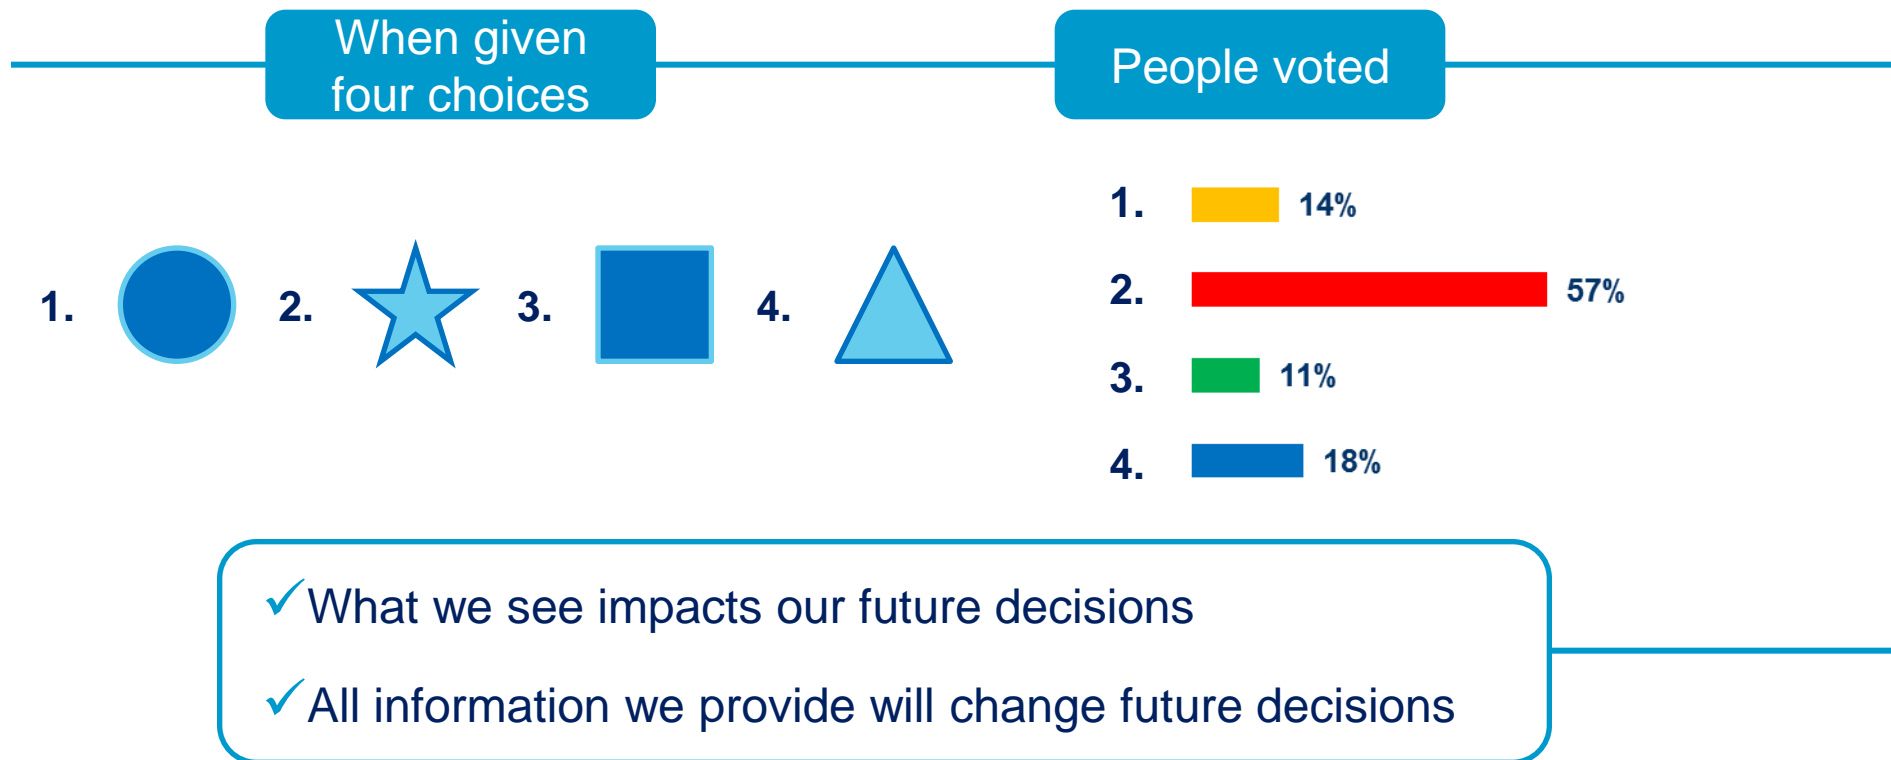 When given
four choices
People voted
1.
2.
3.
4.
1. 14%
2. 57%
3. 11%
4. 18%
✓What we see impacts our future decisions
✓All information we provide will change future decisions